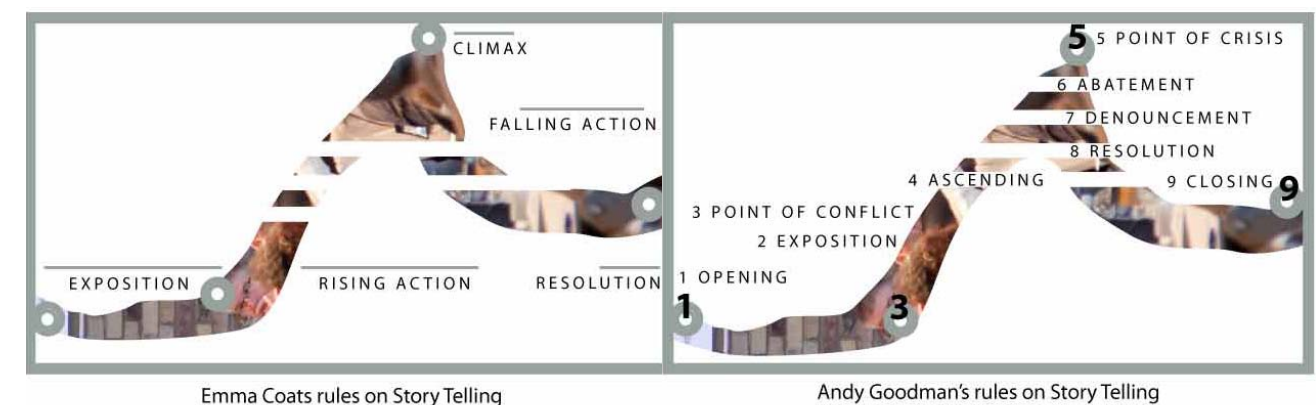 CLIMAX
FALLING ACTION
EXPOSITION
RISING ACTION
RESOLUTION
Emma Coats rules on Story Telling
5
5 POINT OF CRISIS
6 ABATEMENT
7 DENOUNCEMENT
8 RESOLUTION
4 ASCENDING
9 CLOSING
9
3 POINT OF CONFLICT
2 EXPOSITION
1 OPENING
1
3
Andy Goodman's rules on Story Telling